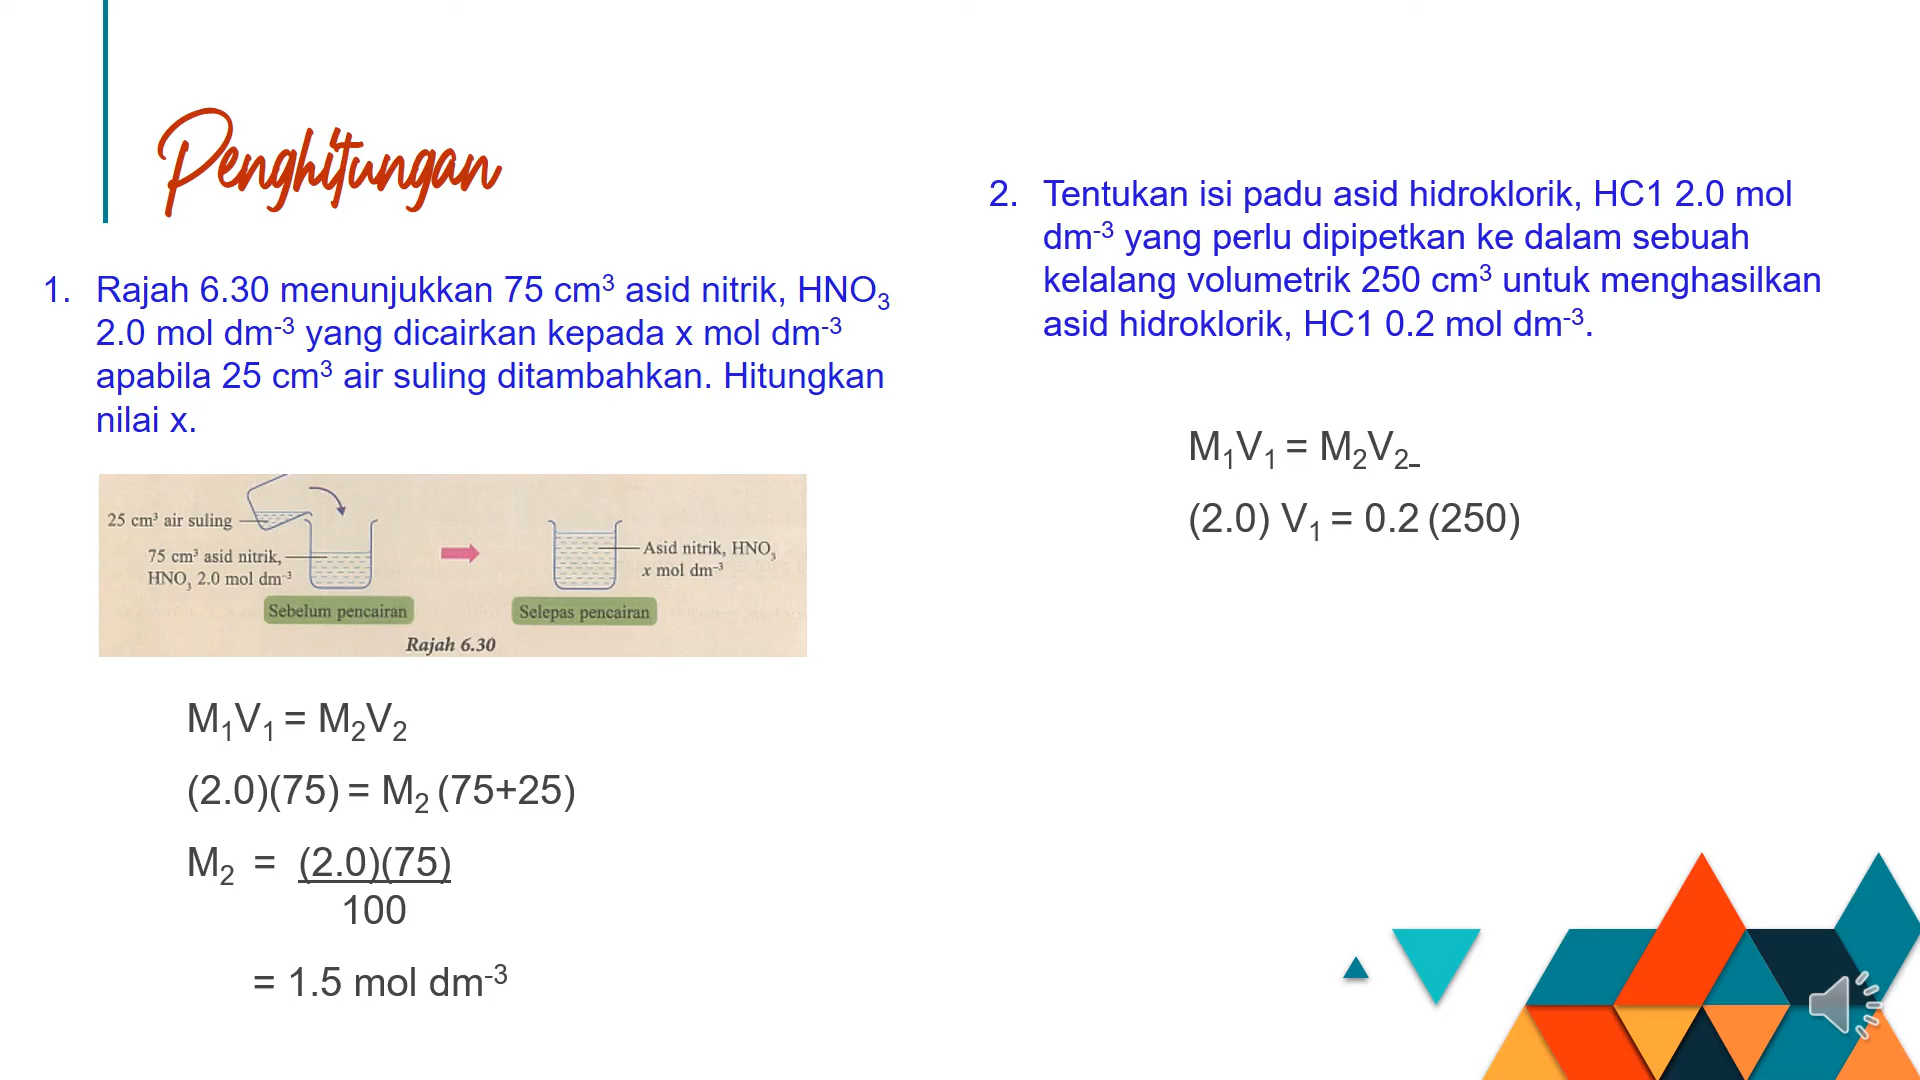 Penghitungan
1. Rajah 6.30 menunjukkan 75 cm³ asid nitrik, HNO₃
2.0 mol dm⁻³ yang dicairkan kepada x mol dm⁻³
apabila 25 cm³ air suling ditambahkan. Hitungkan
nilai x.
25 cm³ air suling
75 cm³ asid nitrik,
HNO₃ 2.0 mol dm⁻³
Sebelum pencairan
Asid nitrik, HNO₃
x mol dm⁻³
Selepas pencairan
Rajah 6.30
M₁V₁ = M₂V₂
(2.0)(75) = M₂ (75+25)
M₂ = (2.0)(75)
100
= 1.5 mol dm⁻³
2. Tentukan isi padu asid hidroklorik, HC1 2.0 mol
dm⁻³ yang perlu dipipetkan ke dalam sebuah
kelalang volumetrik 250 cm³ untuk menghasilkan
asid hidroklorik, HC1 0.2 mol dm⁻³.
M₁V₁ = M₂V₂
(2.0) V₁ = 0.2 (250)